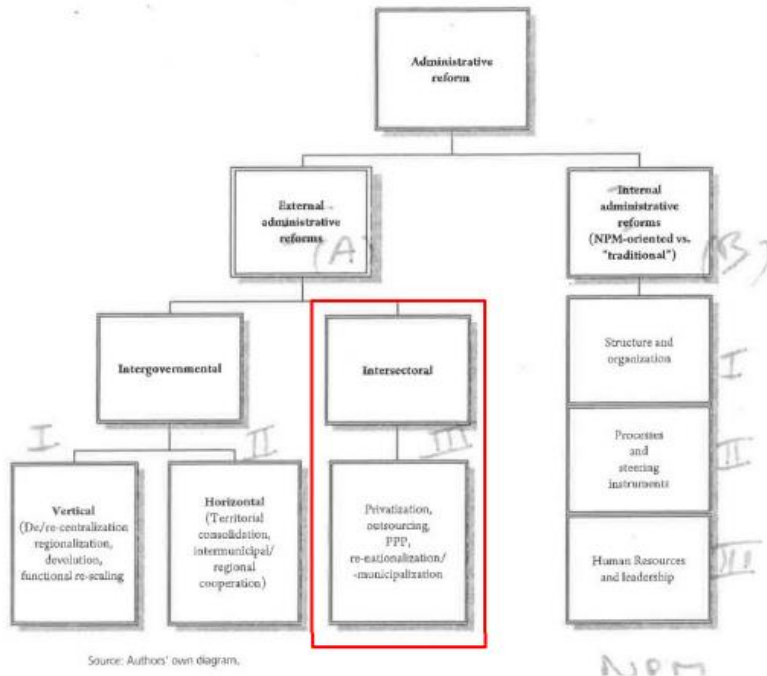 Administrative
reform
External
administrative
reforms
(A)
Internal
administrative
reforms
(NPM-oriented vs.
"traditional")
(B)
Intergovernmental
Intersectoral
Structure and
organization
I
I
II
III
Processes
and
steering
instruments
II
Vertical
(De/re-centralization
regionalization,
devolution,
functional re-scaling
Horizontal
(Territorial
consolidation,
intermunicipal/
regional
cooperation)
Privatization,
outsourcing,
PPP,
re-nationalization/
-municipalization
Human Resources
and leadership
III
Source: Authors' own diagram.
NPM